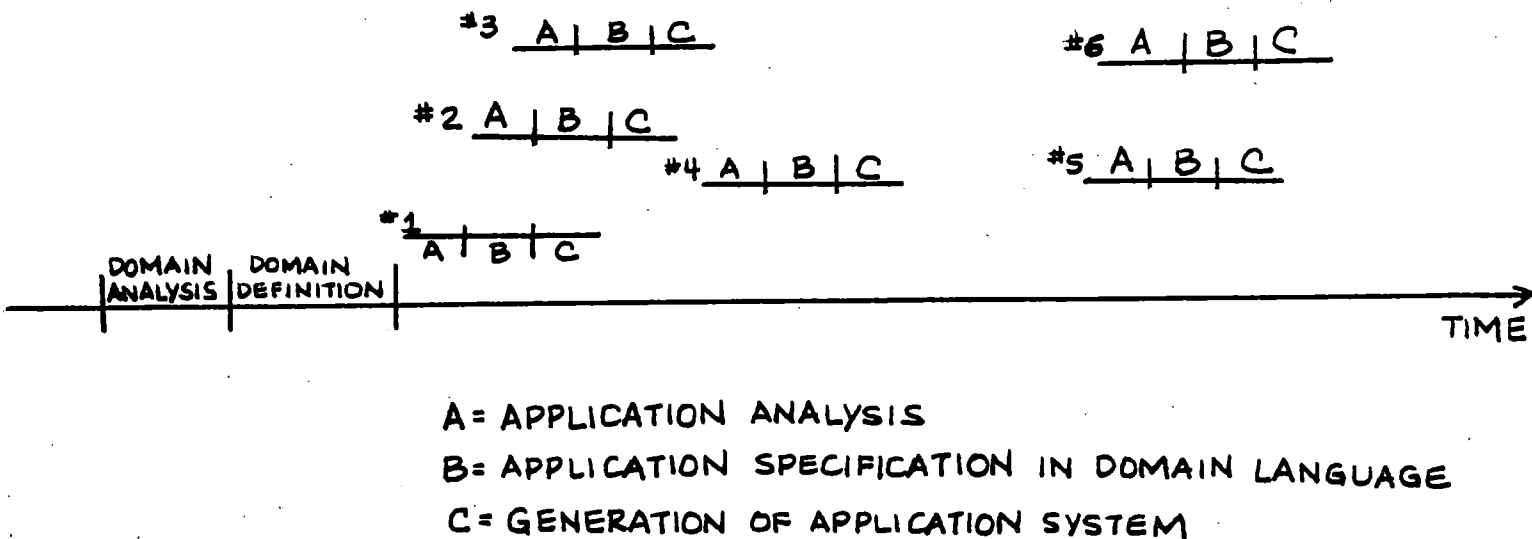 #3 A B C
#6 A B C
#2 A B C
#4 A B C
#5 A B C
#1
A B C
DOMAIN ANALYSIS
DOMAIN DEFINITION
TIME
A = APPLICATION ANALYSIS
B = APPLICATION SPECIFICATION IN DOMAIN LANGUAGE
C = GENERATION OF APPLICATION SYSTEM